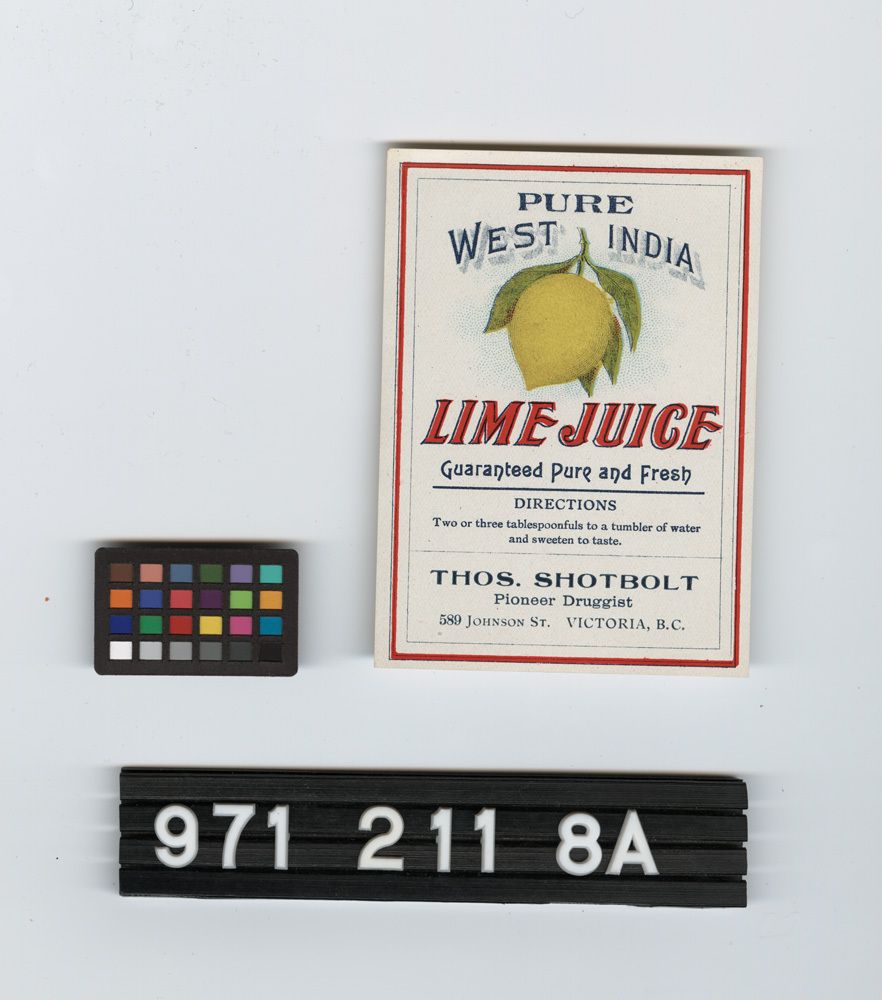 PURE
WEST INDIA
LIME JUICE
Guaranteed Pure and Fresh
DIRECTIONS
Two or three tablespoonfuls to a tumbler of water
and sweeten to taste.
THOS. SHOTBOLT
Pioneer Druggist
589 JOHNSON ST. VICTORIA, B.C.
971 211 8A